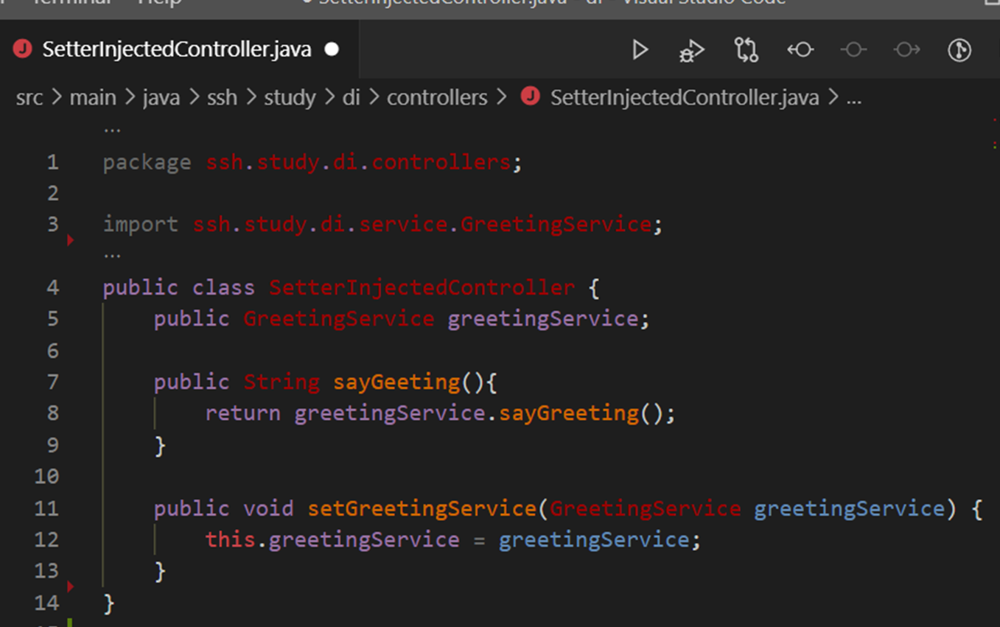 Terminal Help ● SetterInjectedController.java - di - Visual Studio Code
SetterInjectedController.java ●
src > main > java > ssh > study > di > controllers > SetterInjectedController.java > ...
...
1 package ssh.study.di.controllers;
2
3 import ssh.study.di.service.GreetingService;
...
4 public class SetterInjectedController {
5 public GreetingService greetingService;
6
7 public String sayGeeting(){
8 return greetingService.sayGreeting();
9 }
10
11 public void setGreetingService(GreetingService greetingService) {
12 this.greetingService = greetingService;
13 }
14 }